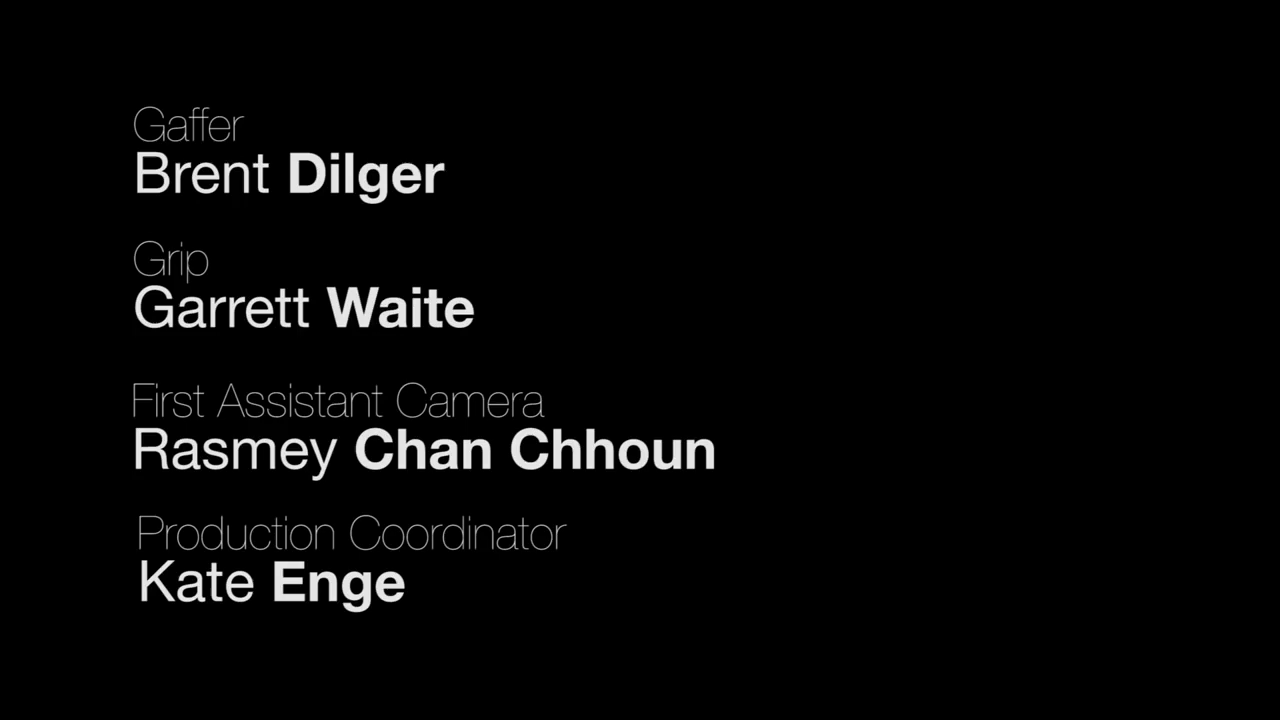 Gaffer
Brent Dilger
Grip
Garrett Waite
First Assistant Camera
Rasmey Chan Chhoun
Production Coordinator
Kate Enge